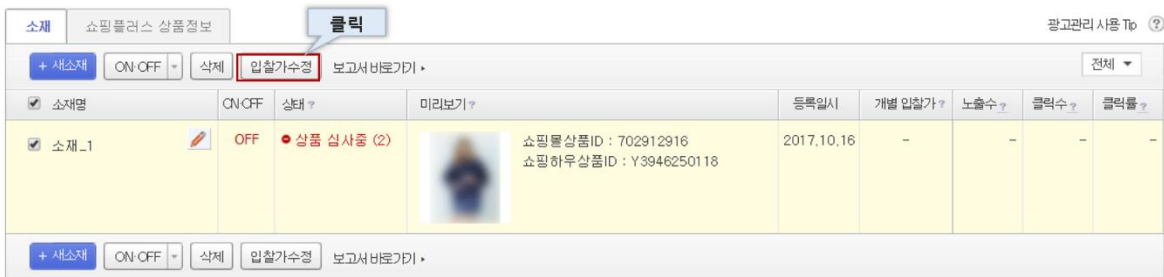 클릭
소재 쇼핑플러스 상품정보 광고관리 사용 Tip ?
+ 새소재 ON·OFF 삭제 입찰가수정 보고서 바로가기 전체
소재명 ON·OFF 상태 ? 미리보기 ? 등록일시 개별 입찰가 ? 노출수 ? 클릭수 ? 클릭률 ?
소재_1 OFF 상품 심사중 (2) 쇼핑몰상품ID : 702912916 2017.10.16 - - - -
쇼핑하우상품ID : Y3946250118
+ 새소재 ON·OFF 삭제 입찰가수정 보고서 바로가기